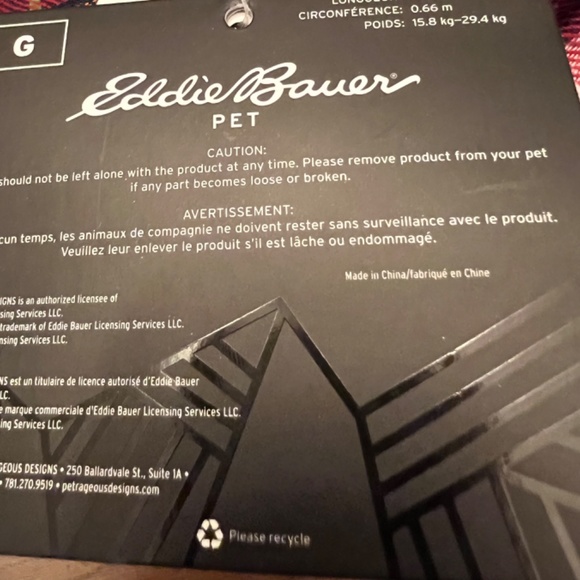 CIRCONFÉRENCE: 0.66 m
POIDS: 15.8 kg–29.4 kg
G
Eddie Bauer®
PET
CAUTION:
should not be left alone with the product at any time. Please remove product from your pet
if any part becomes loose or broken.
AVERTISSEMENT:
cun temps, les animaux de compagnie ne doivent rester sans surveillance avec le produit.
Veuillez leur enlever le produit s'il est lâche ou endommagé.
Made in China/fabriqué en Chine
IGNS is an authorized licensee of
sing Services LLC.
trademark of Eddie Bauer Licensing Services LLC.
nsing Services LLC.
NS est un titulaire de licence autorisé d'Eddie Bauer
LC.
e marque commerciale d'Eddie Bauer Licensing Services LLC.
ing Services LLC.
GEOUS DESIGNS • 250 Ballardvale St., Suite 1A •
• 781.270.9519 • petrageousdesigns.com
Please recycle